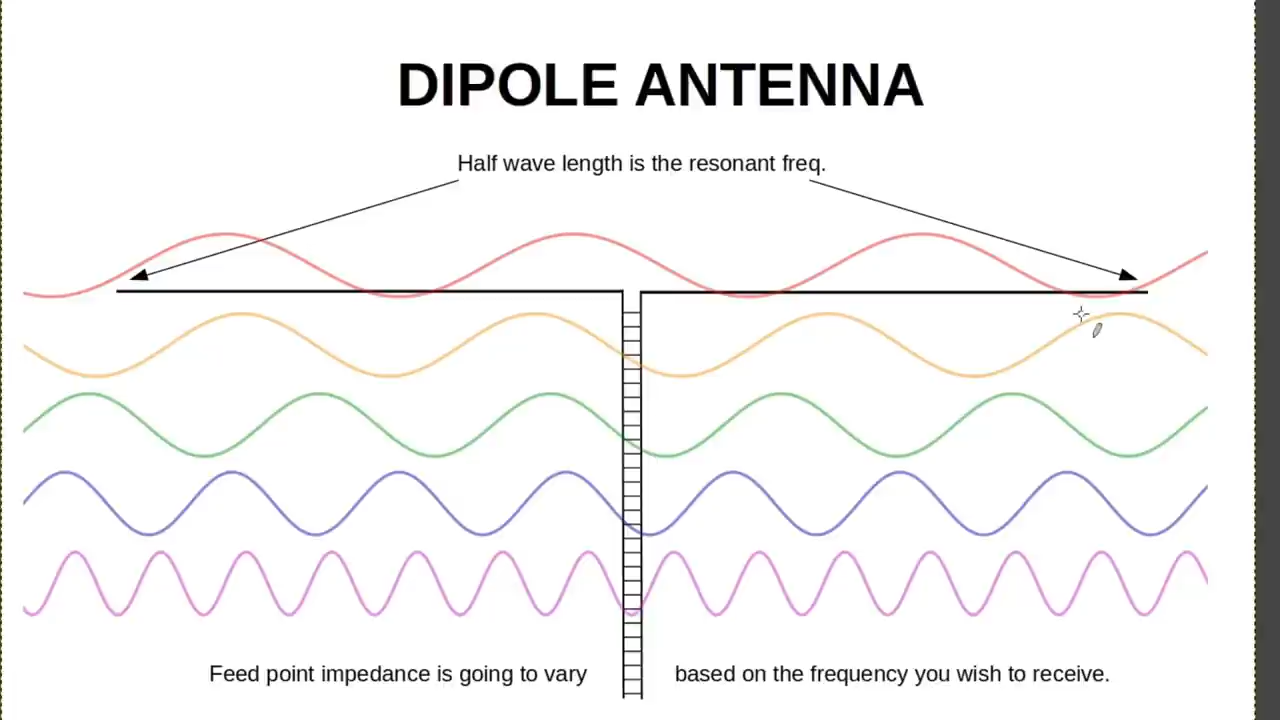 DIPOLE ANTENNA
Half wave length is the resonant freq.
Feed point impedance is going to vary based on the frequency you wish to receive.